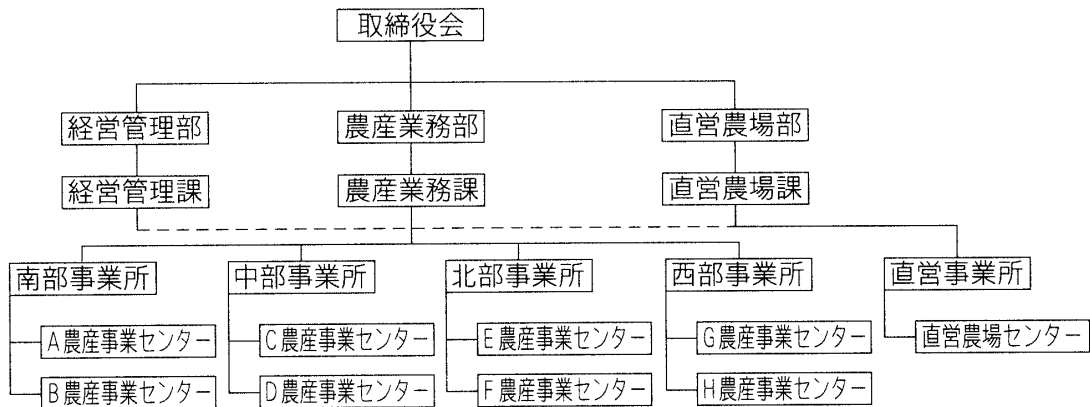 取締役会
経営管理部 農産業務部 直営農場部
経営管理課 農産業務課 直営農場課
南部事業所 中部事業所 北部事業所 西部事業所 直営事業所
A農産事業センター C農産事業センター E農産事業センター G農産事業センター 直営農場センター
B農産事業センター D農産事業センター F農産事業センター H農産事業センター